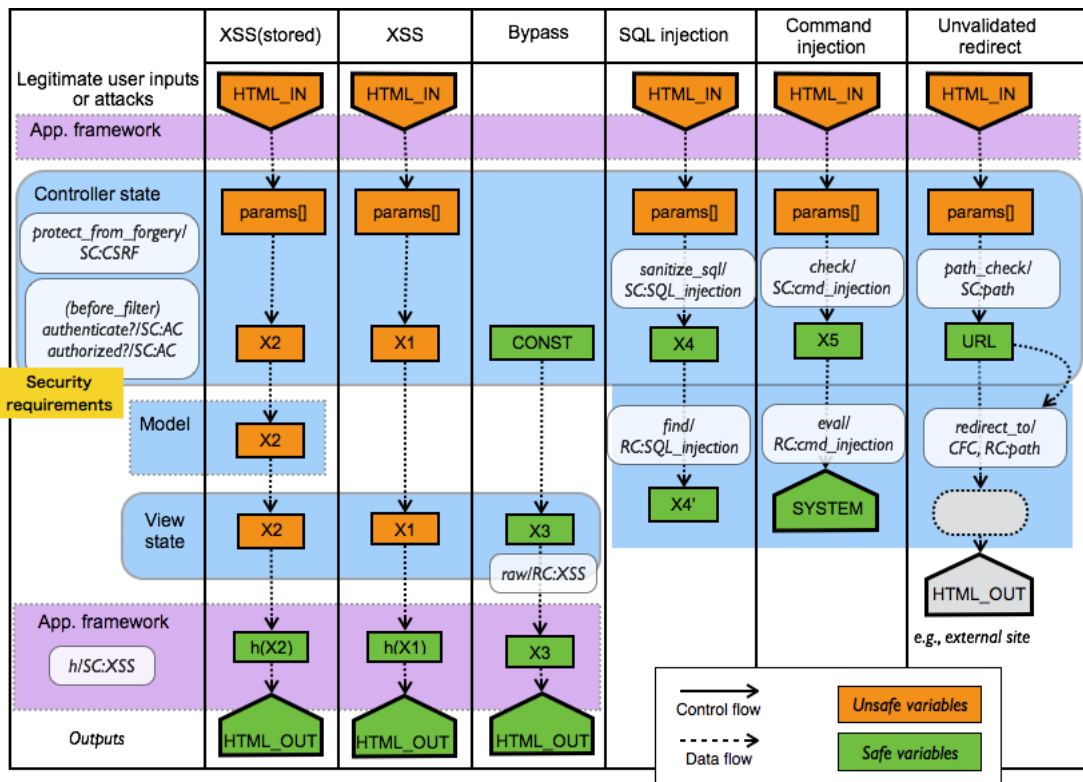 XSS(stored)
XSS
Bypass
SQL injection
Command
injection
Unvalidated
redirect
Legitimate user inputs
or attacks
HTML_IN
HTML_IN
HTML_IN
HTML_IN
HTML_IN
App. framework
Controller state
params[]
params[]
params[]
params[]
params[]
protect_from_forgery/
SC:CSRF
sanitize_sql/
SC:SQL_injection
check/
SC:cmd_injection
path_check/
SC:path
(before_filter)
authenticate?/SC:AC
authorized?/SC:AC
X2
X1
CONST
X4
X5
URL
Security
requirements
Model
X2
find/
RC:SQL_injection
eval/
RC:cmd_injection
redirect_to/
CFC, RC:path
View
state
X2
X1
X3
X4'
SYSTEM
raw/RC:XSS
HTML_OUT
e.g., external site
App. framework
h/SC:XSS
h(X2)
h(X1)
X3
Outputs
HTML_OUT
HTML_OUT
HTML_OUT
Control flow
Data flow
Unsafe variables
Safe variables